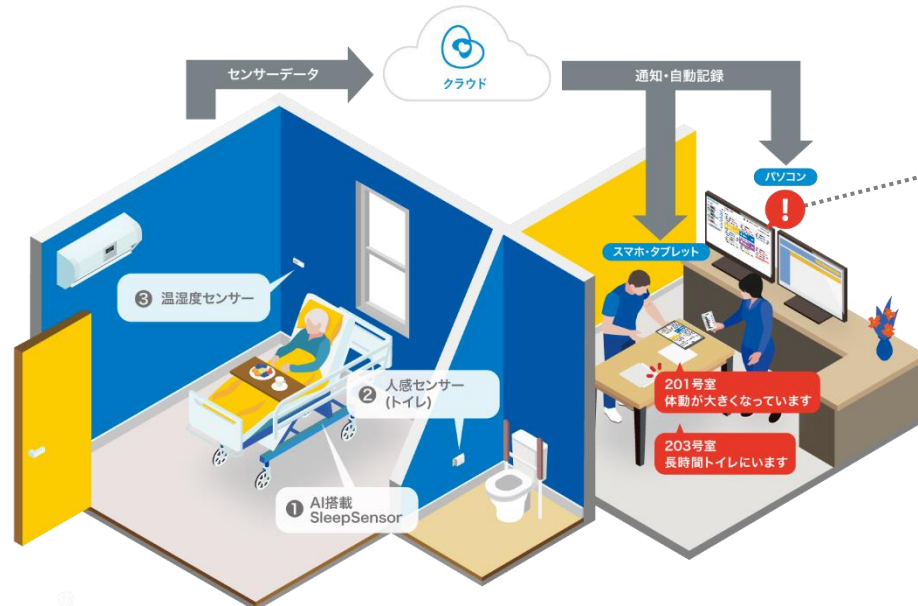 センサーデータ
クラウド
通知・自動記録
パソコン
!
スマホ・タブレット
3 温湿度センサー
2 人感センサー
(トイレ)
1 AI搭載
SleepSensor
201号室
体動が大きくなっています
203号室
長時間トイレにいます